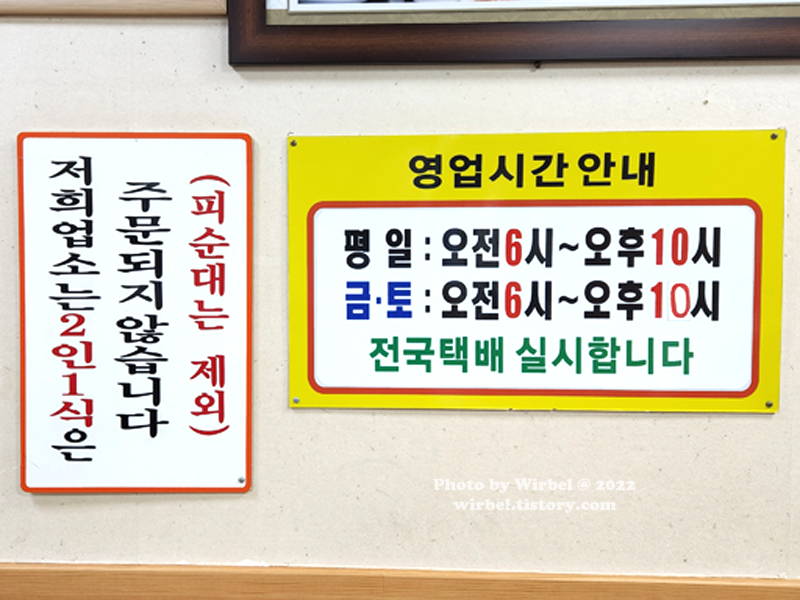 저희업소는2인1식은
주문되지 않습니다
(피순대는 제외)
영업시간 안내
평 일 : 오전6시~오후10시
금·토 : 오전6시~오후10시
전국택배 실시합니다
Photo by Wirbel @ 2022
wirbel.tistory.com